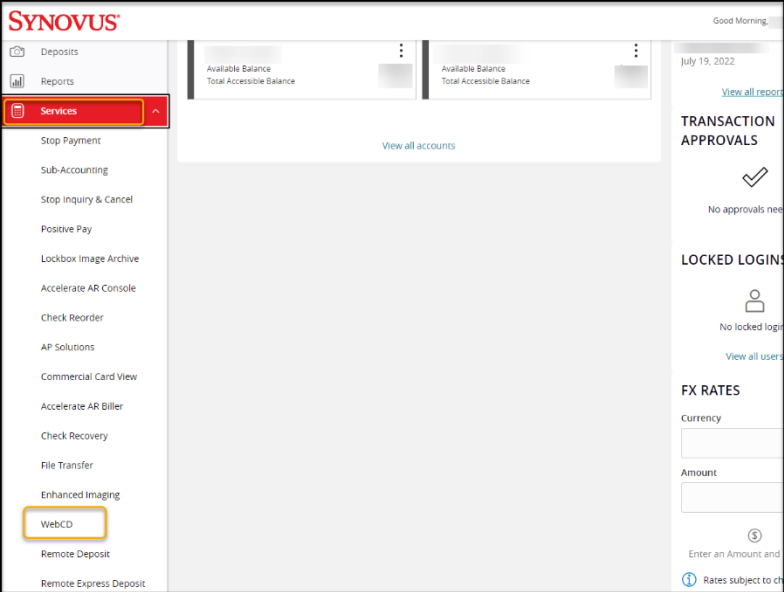 SYNOVUS
Good Morning,
Deposits
Reports
Services
Stop Payment
Sub-Accounting
Stop Inquiry & Cancel
Positive Pay
Lockbox Image Archive
Accelerate AR Console
Check Reorder
AP Solutions
Commercial Card View
Accelerate AR Biller
Check Recovery
File Transfer
Enhanced Imaging
WebCD
Remote Deposit
Remote Express Deposit
Available Balance
Total Accessible Balance
Available Balance
Total Accessible Balance
View all accounts
July 19, 2022
View all report
TRANSACTION
APPROVALS
No approvals nee
LOCKED LOGINS
No locked login
View all users
FX RATES
Currency
Amount
Enter an Amount and
Rates subject to ch